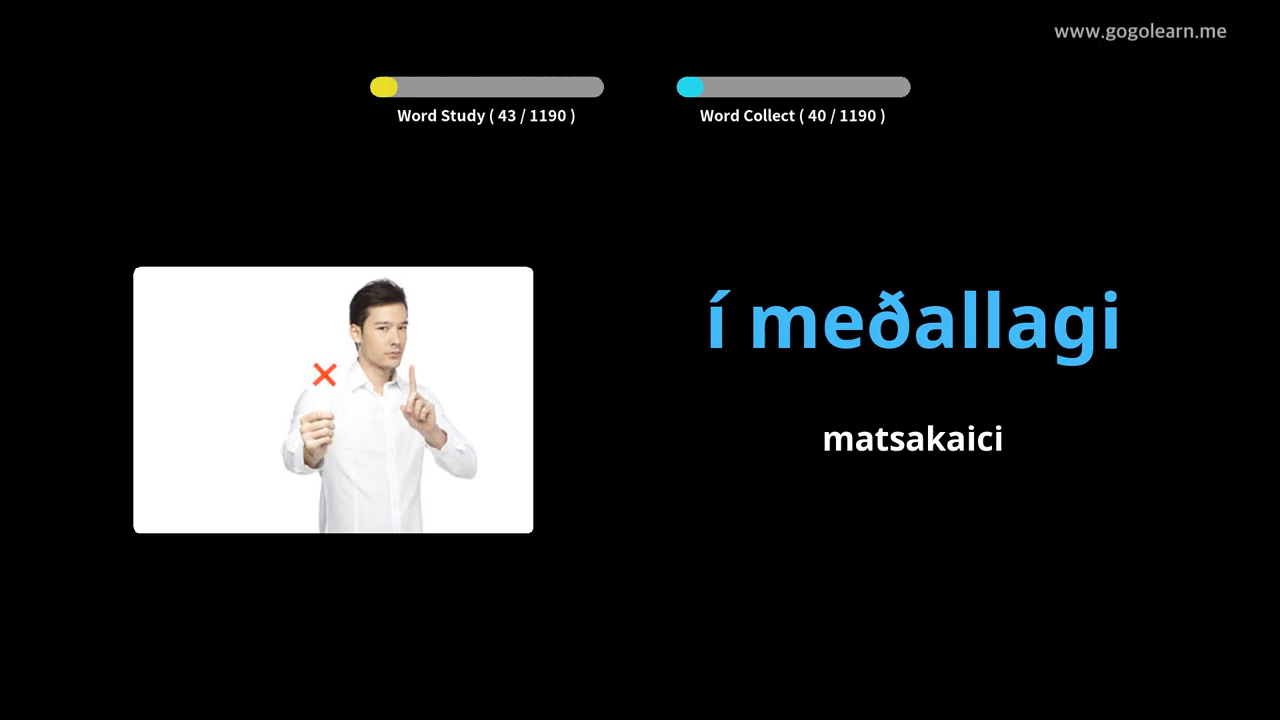 www.gogolearn.me
Word Study ( 43 / 1190 )
Word Collect ( 40 / 1190 )
í meðallagi
matsakaici